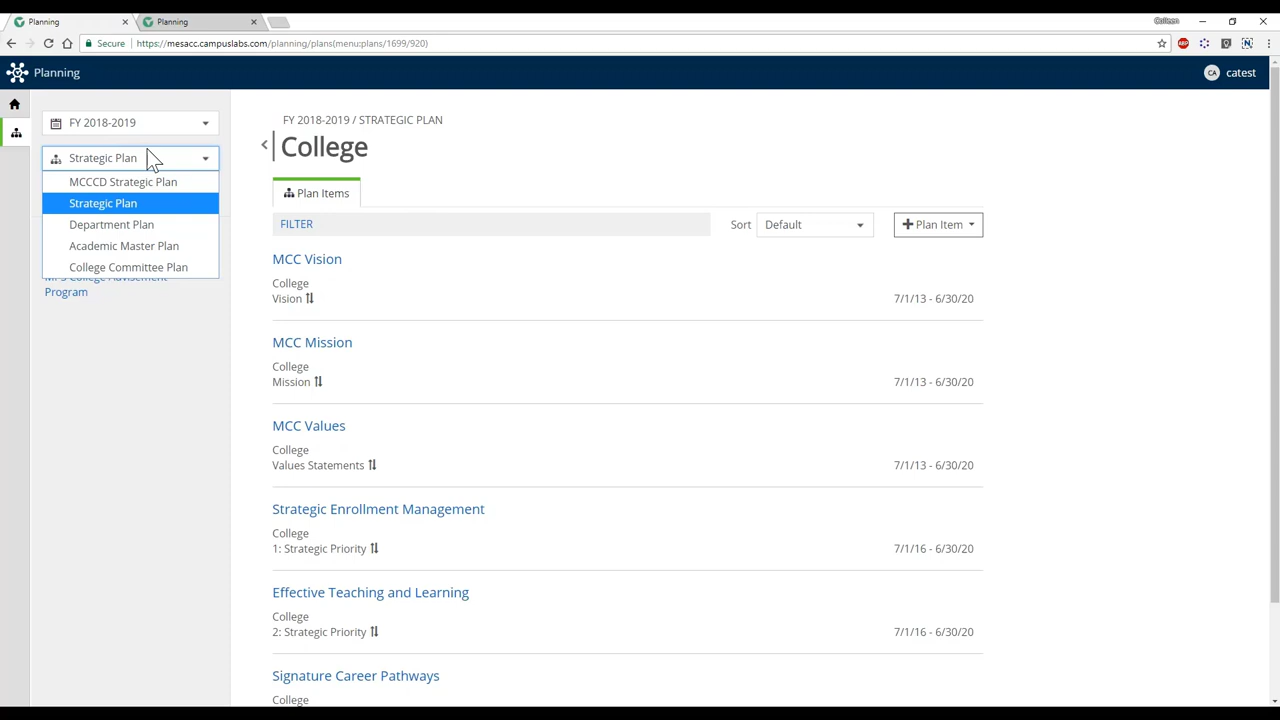 Planning
Planning
Colleen
Secure
https://mesacc.campuslabs.com/planning/plans(menu:plans/1699/920)
ABP
N
Planning
CA
catest
FY 2018-2019
Strategic Plan
MCCCD Strategic Plan
Strategic Plan
Department Plan
Academic Master Plan
College Committee Plan
Program
FY 2018-2019 / STRATEGIC PLAN
College
Plan Items
FILTER
Sort
Default
Plan Item
MCC Vision
College
Vision
7/1/13 - 6/30/20
MCC Mission
College
Mission
7/1/13 - 6/30/20
MCC Values
College
Values Statements
7/1/13 - 6/30/20
Strategic Enrollment Management
College
1: Strategic Priority
7/1/16 - 6/30/20
Effective Teaching and Learning
College
2: Strategic Priority
7/1/16 - 6/30/20
Signature Career Pathways
College